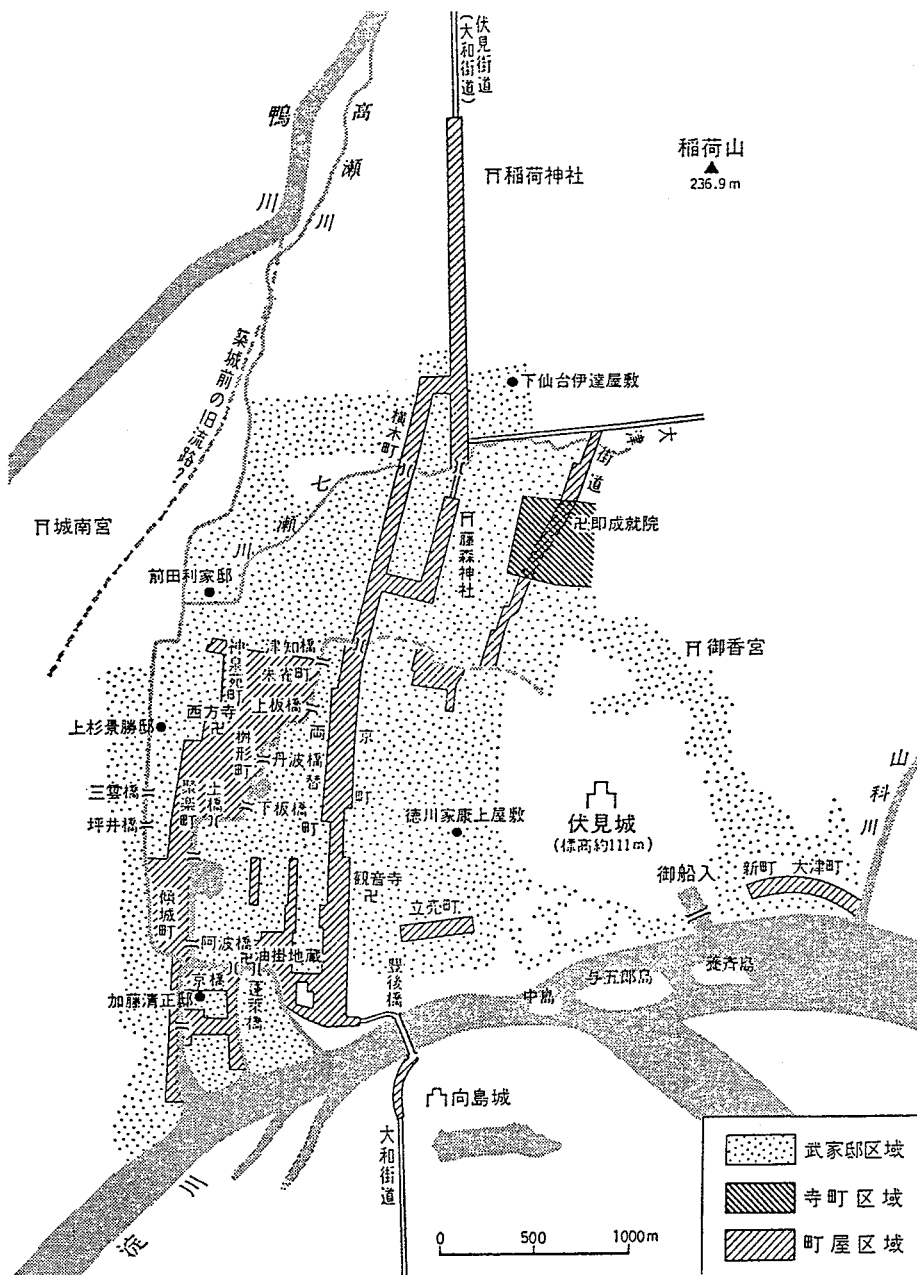 伏見街道
(大和街道)
鴨川
高瀬川
稲荷山
236.9m
稲荷神社
築城前の旧流路?
下仙台伊達屋敷
横木町
大津街道
七瀬川
城南宮
藤森神社
卍即成就院
前田利家邸
御香宮
神泉苑町
津知橋
朱雀町
上板橋
西方寺
卍
上杉景勝邸
桝形町
両替町
京町
丹波橋
三雲橋
聚楽町
土橋
下板橋
坪井橋
徳川家康上屋敷
伏見城
(標高約111m)
山科川
御船入
新町
大津町
観音寺
卍
立売町
傾城町
阿波橋
卍油掛地蔵
京橋
蓬莱橋
加藤清正邸
豊後橋
中島
与五郎島
向島城
大和街道
淀川
0 500 1000m
武家邸区域
寺町区域
町屋区域